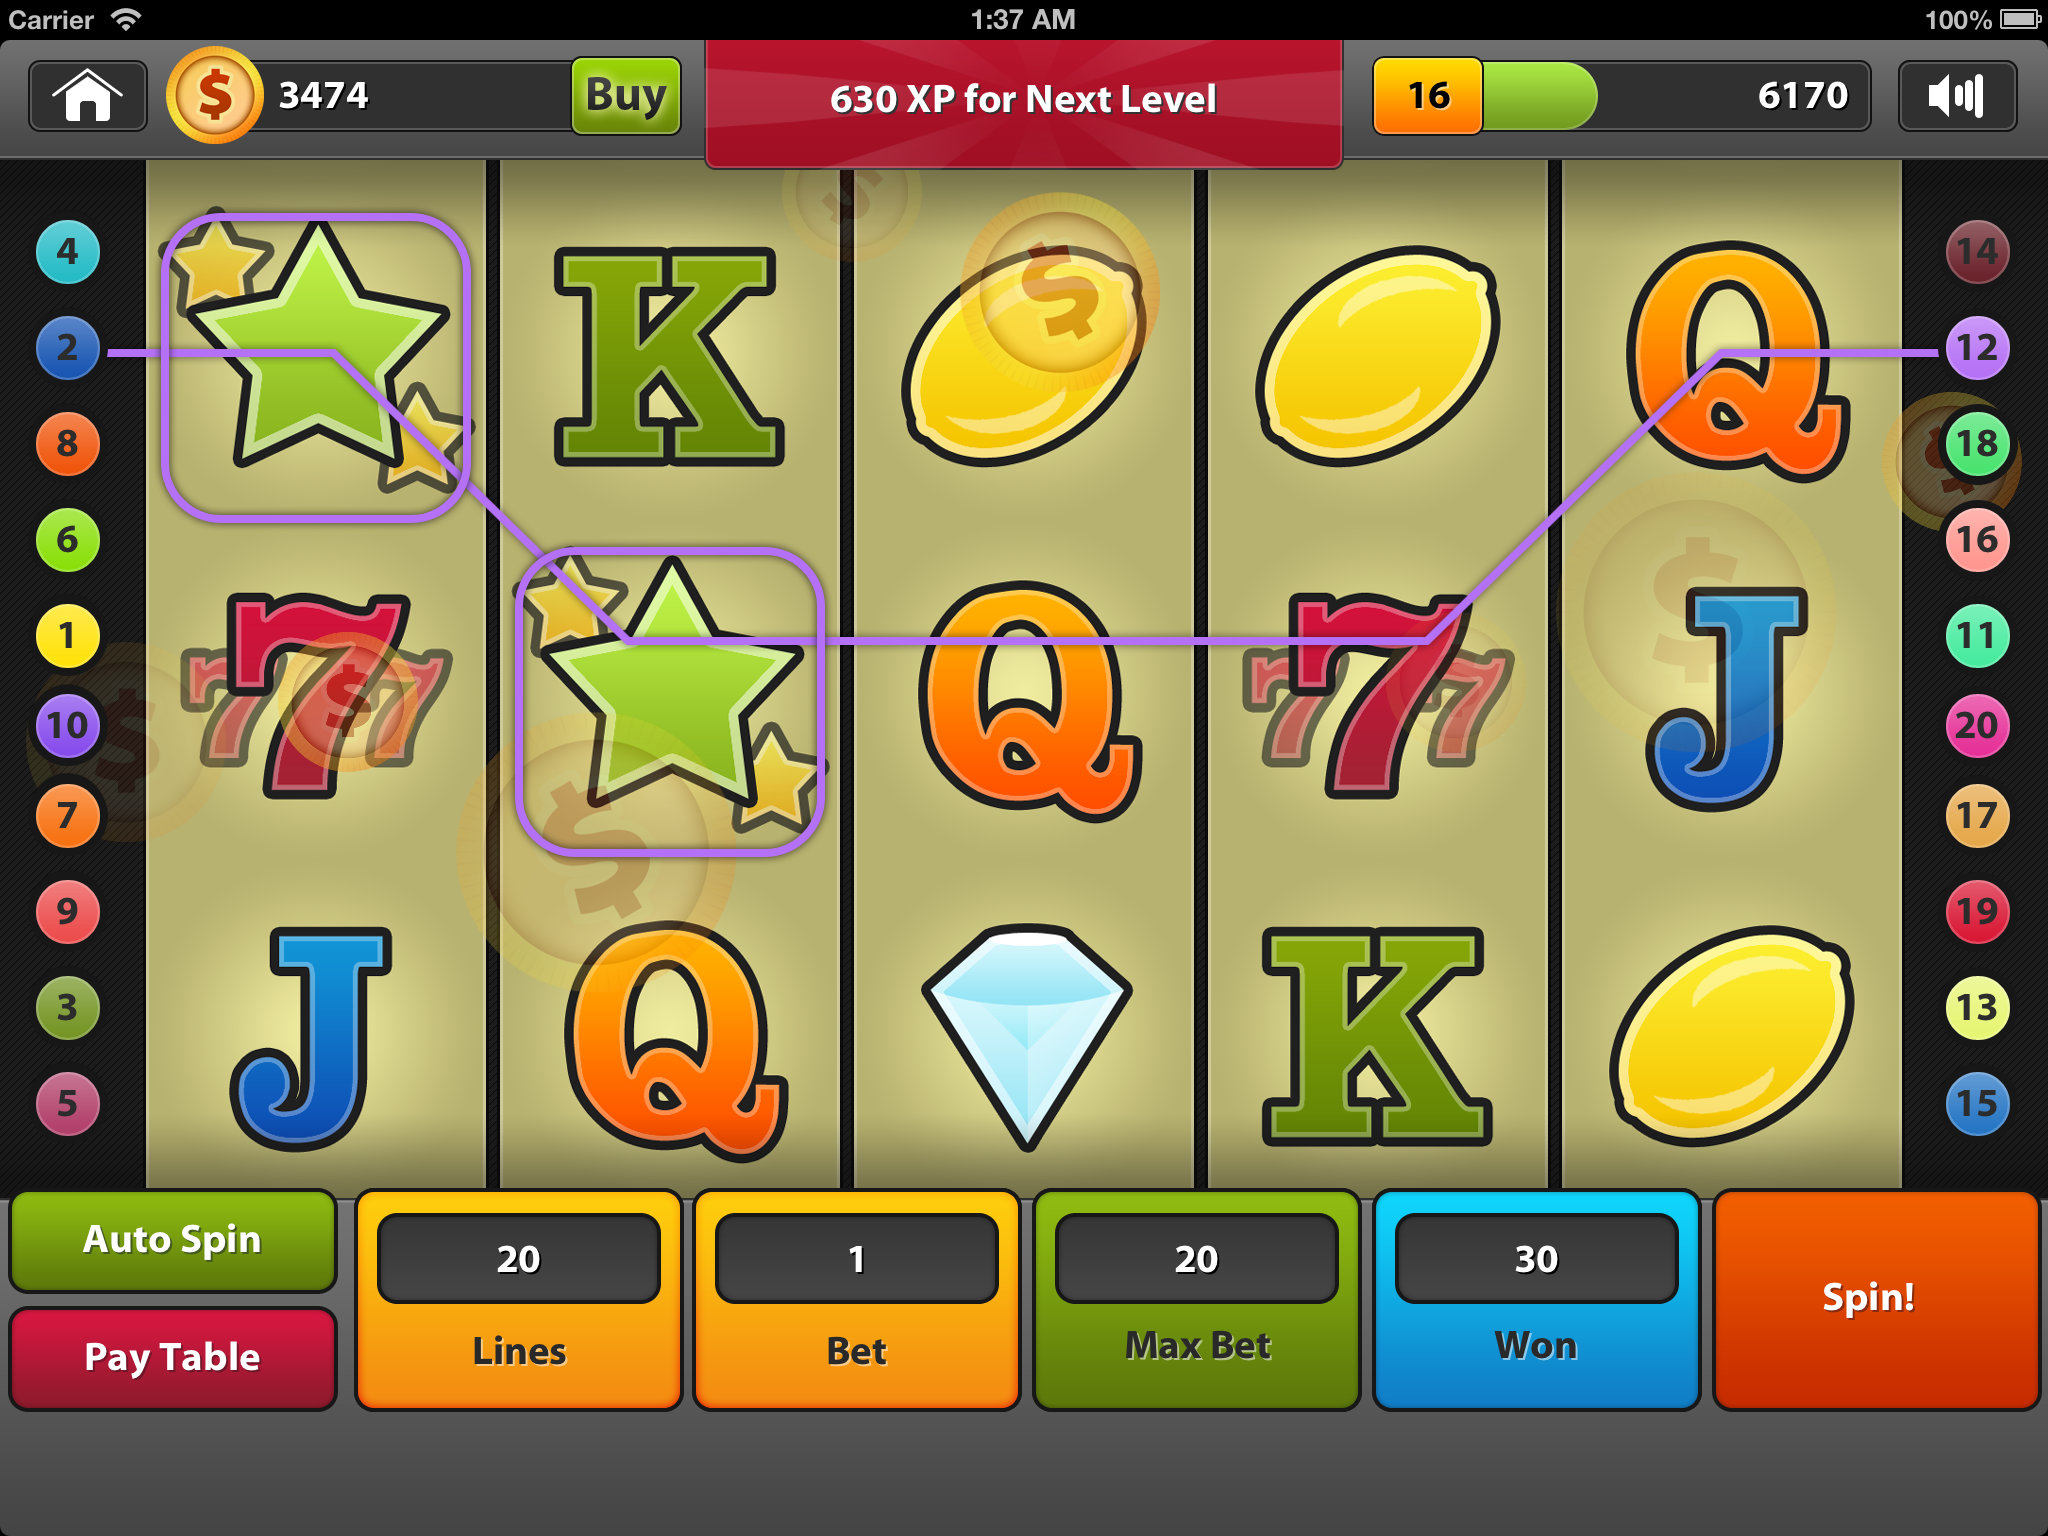 Carrier 1:37 AM 100%
$ 3474 Buy 630 XP for Next Level 16 6170
4 14
2 12
8 18
6 16
1 11
10 20
7 17
9 19
3 13
5 15
K Q
777 Q 777 J
J Q K
$ $ $ $ $ $ $ $
Auto Spin 20 1 20 30 Spin!
Pay Table Lines Bet Max Bet Won